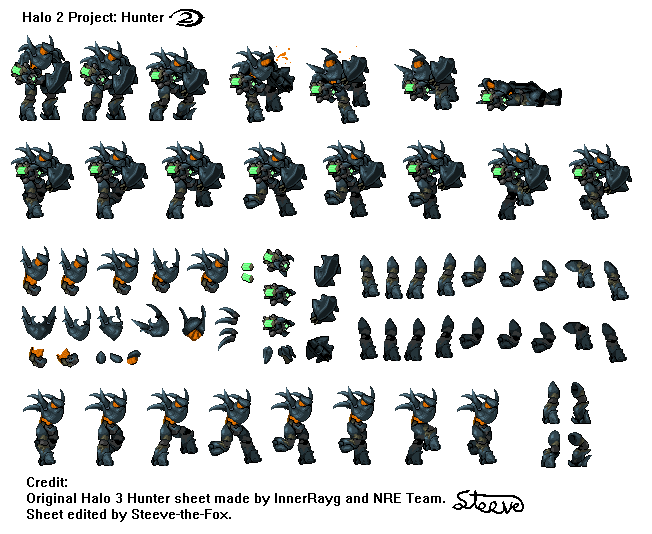 Halo 2 Project: Hunter 2
Credit:
Original Halo 3 Hunter sheet made by InnerRayg and NRE Team.
Steeve
Sheet edited by Steeve-the-Fox.